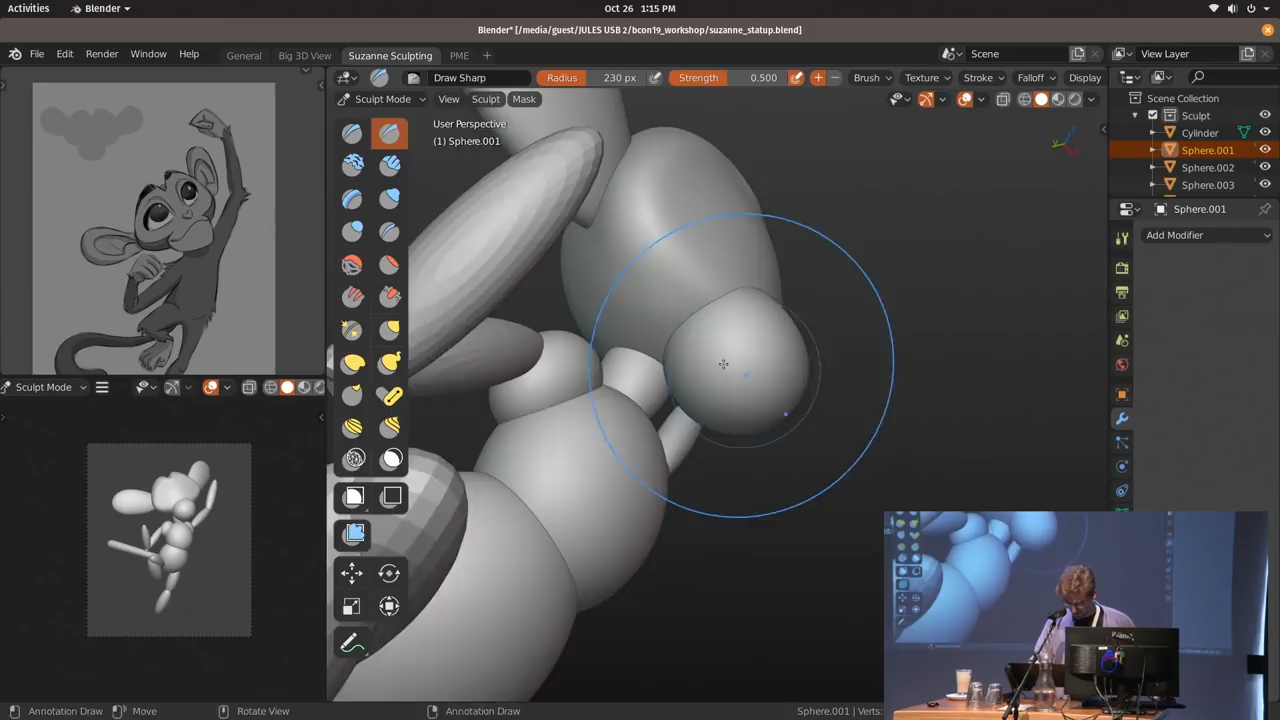 Activities
Blender
Oct 26 1:15 PM
Blender* [/media/guest/JULES USB 2/bcon19_workshop/suzanne_statup.blend]
File Edit Render Window Help
General Big 3D View Suzanne Sculpting PME +
Scene
View Layer
Draw Sharp
Radius 230 px
Strength 0.500
Brush Texture Stroke Falloff Display
Sculpt Mode View Sculpt Mask
User Perspective
(1) Sphere.001
Scene Collection
Sculpt
Cylinder
Sphere.001
Sphere.002
Sphere.003
Sphere.001
Add Modifier
Sculpt Mode
Annotation Draw Move Rotate View Annotation Draw
Sphere.001 | Verts: